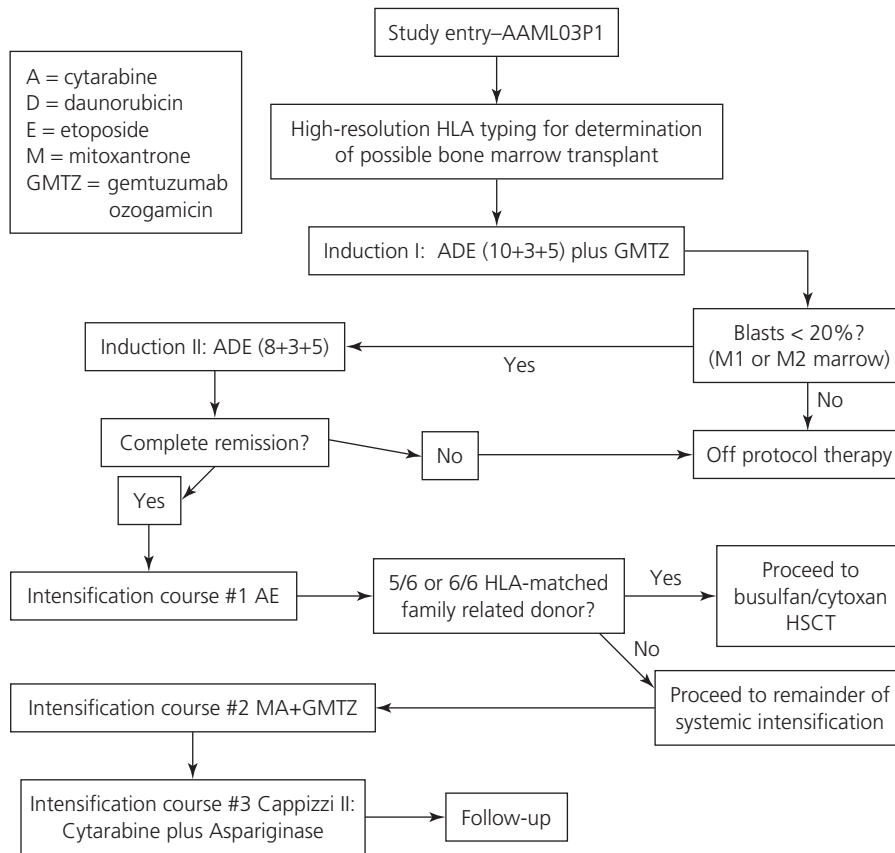 Study entry–AAML03P1
A = cytarabine
D = daunorubicin
E = etoposide
M = mitoxantrone
GMTZ = gemtuzumab
ozogamicin
High-resolution HLA typing for determination
of possible bone marrow transplant
Induction I: ADE (10+3+5) plus GMTZ
Blasts < 20%?
(M1 or M2 marrow)
Yes
Induction II: ADE (8+3+5)
No
Complete remission?
No
Off protocol therapy
Yes
Intensification course #1 AE
5/6 or 6/6 HLA-matched
family related donor?
Yes
Proceed to
busulfan/cytoxan
HSCT
No
Proceed to remainder of
systemic intensification
Intensification course #2 MA+GMTZ
Intensification course #3 Cappizzi II:
Cytarabine plus Aspariginase
Follow-up